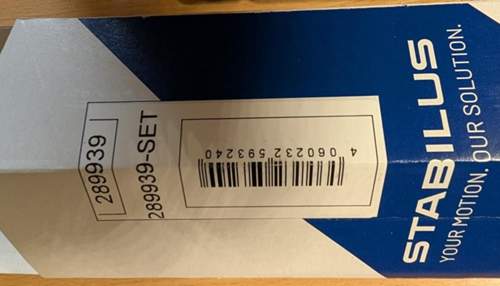 289939
289939-SET
4 060232 593240
STABILUS
YOUR MOTION. OUR SOLUTION.